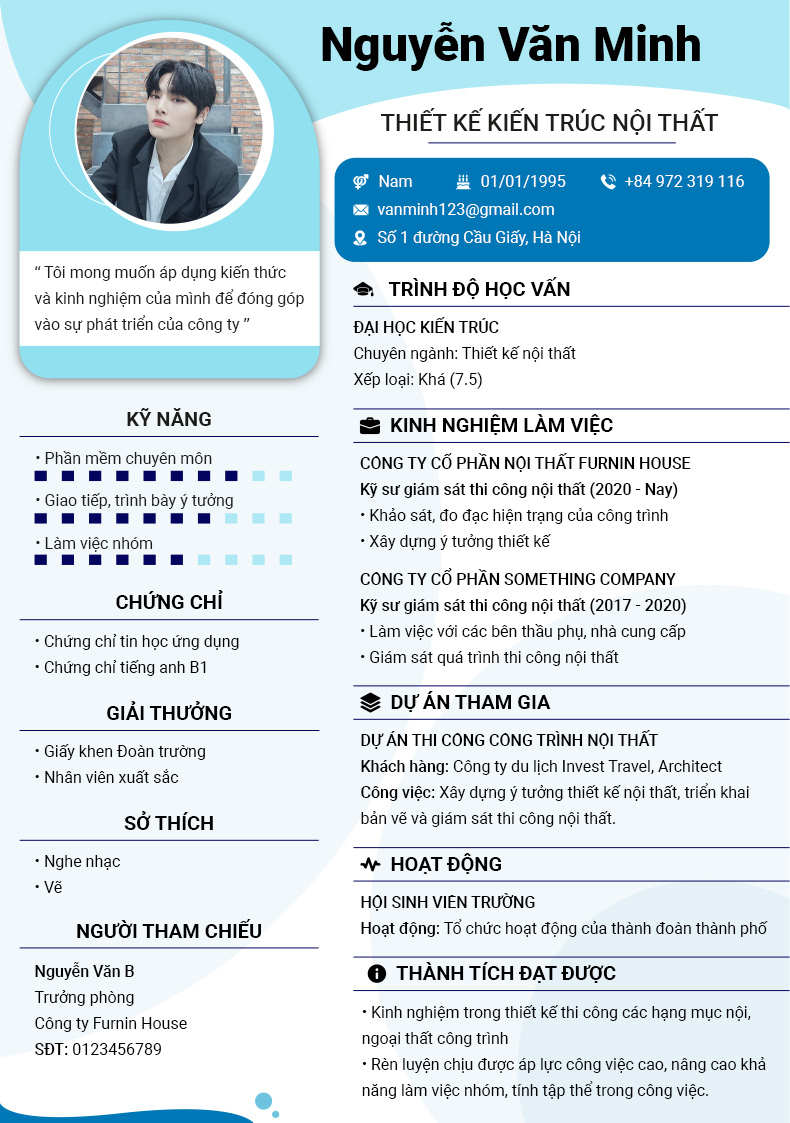 Nguyễn Văn Minh
THIẾT KẾ KIẾN TRÚC NỘI THẤT
Nam 01/01/1995 +84 972 319 116
vanminh123@gmail.com
Số 1 đường Cầu Giấy, Hà Nội
“ Tôi mong muốn áp dụng kiến thức
và kinh nghiệm của mình để đóng góp
vào sự phát triển của công ty ”
KỸ NĂNG
• Phần mềm chuyên môn
• Giao tiếp, trình bày ý tưởng
• Làm việc nhóm
CHỨNG CHỈ
• Chứng chỉ tin học ứng dụng
• Chứng chỉ tiếng anh B1
GIẢI THƯỞNG
• Giấy khen Đoàn trường
• Nhân viên xuất sắc
SỞ THÍCH
• Nghe nhạc
• Vẽ
NGƯỜI THAM CHIẾU
Nguyễn Văn B
Trưởng phòng
Công ty Furnin House
SĐT: 0123456789
TRÌNH ĐỘ HỌC VẤN
ĐẠI HỌC KIẾN TRÚC
Chuyên ngành: Thiết kế nội thất
Xếp loại: Khá (7.5)
KINH NGHIỆM LÀM VIỆC
CÔNG TY CỔ PHẦN NỘI THẤT FURNIN HOUSE
Kỹ sư giám sát thi công nội thất (2020 - Nay)
• Khảo sát, đo đạc hiện trạng của công trình
• Xây dựng ý tưởng thiết kế
CÔNG TY CỔ PHẦN SOMETHING COMPANY
Kỹ sư giám sát thi công nội thất (2017 - 2020)
• Làm việc với các bên thầu phụ, nhà cung cấp
• Giám sát quá trình thi công nội thất
DỰ ÁN THAM GIA
DỰ ÁN THI CÔNG CÔNG TRÌNH NỘI THẤT
Khách hàng: Công ty du lịch Invest Travel, Architect
Công việc: Xây dựng ý tưởng thiết kế nội thất, triển khai
bản vẽ và giám sát thi công nội thất.
HOẠT ĐỘNG
HỘI SINH VIÊN TRƯỜNG
Hoạt động: Tổ chức hoạt động của thành đoàn thành phố
THÀNH TÍCH ĐẠT ĐƯỢC
• Kinh nghiệm trong thiết kế thi công các hạng mục nội,
ngoại thất công trình
• Rèn luyện chịu được áp lực công việc cao, nâng cao khả
năng làm việc nhóm, tính tập thể trong công việc.